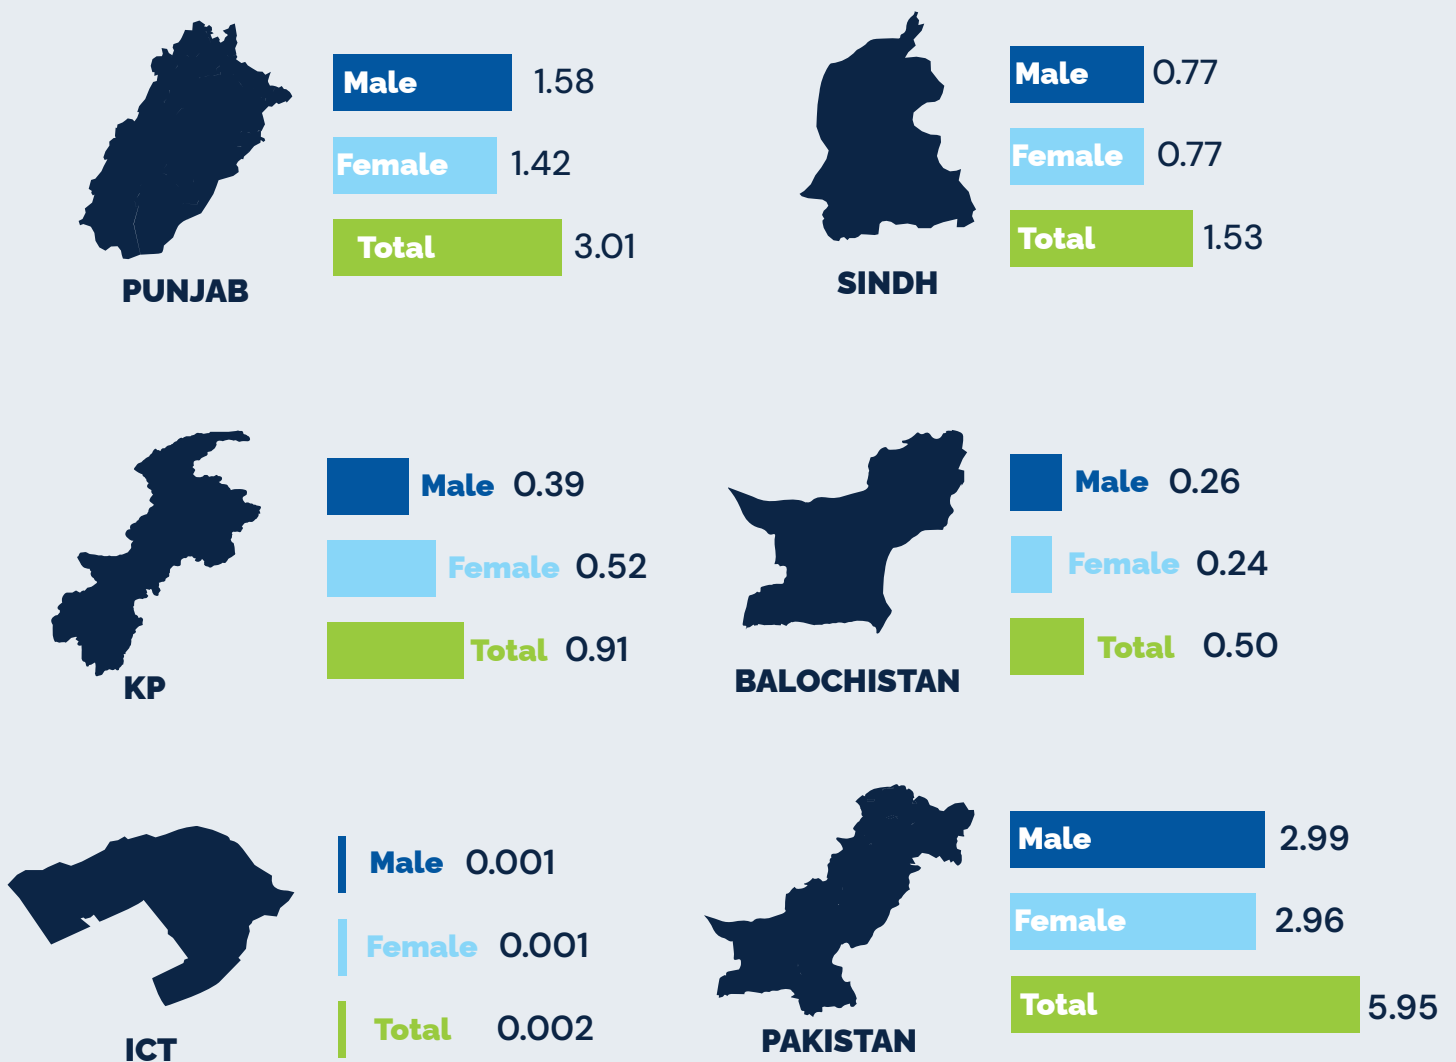 Male 1.58
Female 1.42
Total 3.01
PUNJAB
Male 0.77
Female 0.77
Total 1.53
SINDH
Male 0.39
Female 0.52
Total 0.91
KP
Male 0.26
Female 0.24
Total 0.50
BALOCHISTAN
Male 0.001
Female 0.001
Total 0.002
ICT
Male 2.99
Female 2.96
Total 5.95
PAKISTAN